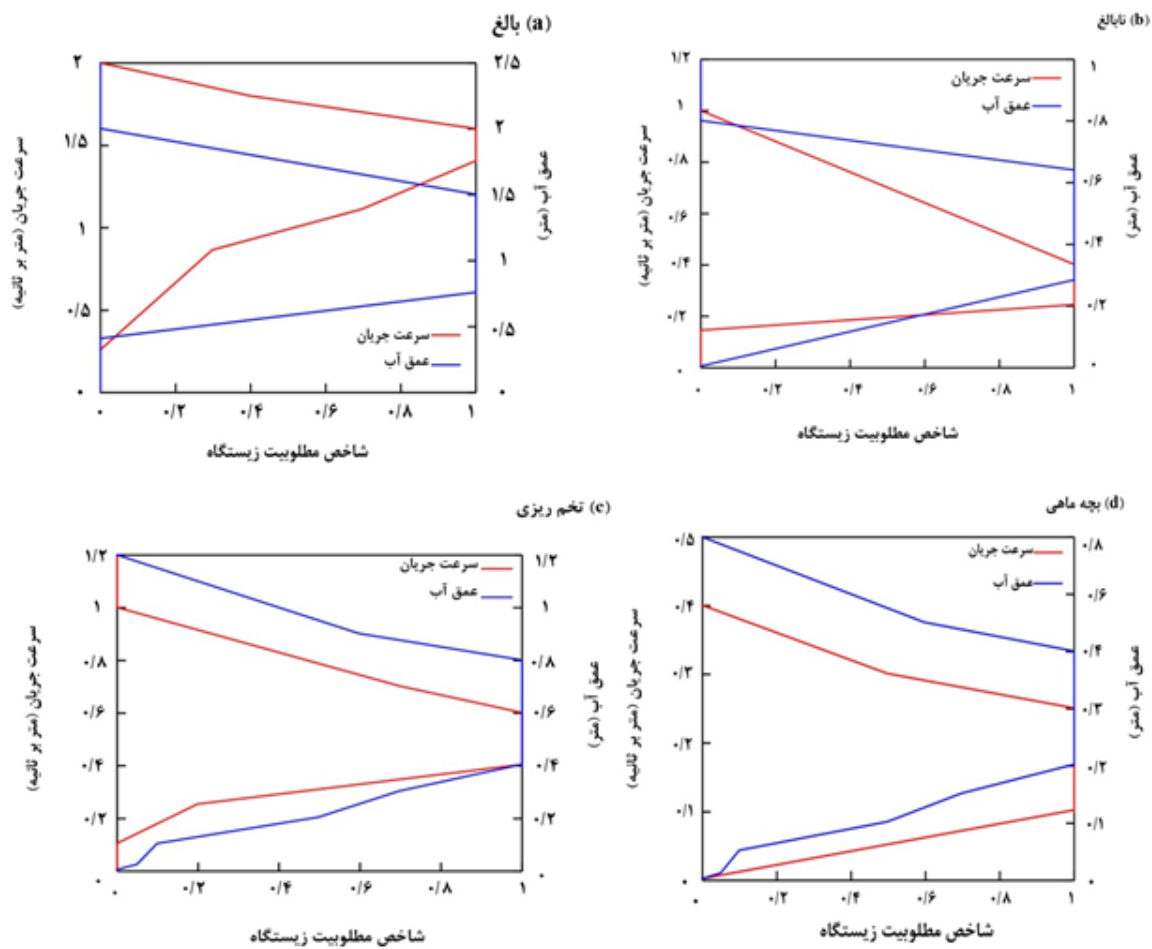 (a) بالغ
۲
۱/۵
۱
۰/۵
۰
سرعت جریان (متر بر ثانیه)
۲/۵
۲
۱/۵
۱
۰/۵
۰
عمق آب (متر)
سرعت جریان
عمق آب
۰ ۰/۲ ۰/۴ ۰/۶ ۰/۸ ۱
شاخص مطلوبیت زیستگاه
(b) نابالغ
۱/۲
۱
۰/۸
۰/۶
۰/۴
۰/۲
۰
سرعت جریان (متر بر ثانیه)
۱
۰/۸
۰/۶
۰/۴
۰/۲
۰
عمق آب (متر)
سرعت جریان
عمق آب
۰ ۰/۲ ۰/۴ ۰/۶ ۰/۸ ۱
شاخص مطلوبیت زیستگاه
(c) تخم ریزی
۱/۲
۱
۰/۸
۰/۶
۰/۴
۰/۲
۰
سرعت جریان (متر بر ثانیه)
۱/۲
۱
۰/۸
۰/۶
۰/۴
۰/۲
۰
عمق آب (متر)
سرعت جریان
عمق آب
۰ ۰/۲ ۰/۴ ۰/۶ ۰/۸ ۱
شاخص مطلوبیت زیستگاه
(d) بچه ماهی
۰/۵
۰/۴
۰/۳
۰/۲
۰/۱
۰
سرعت جریان (متر بر ثانیه)
۰/۸
۰/۶
۰/۴
۰/۳
۰/۲
۰/۱
۰
عمق آب (متر)
سرعت جریان
عمق آب
۰ ۰/۲ ۰/۴ ۰/۶ ۰/۸ ۱
شاخص مطلوبیت زیستگاه